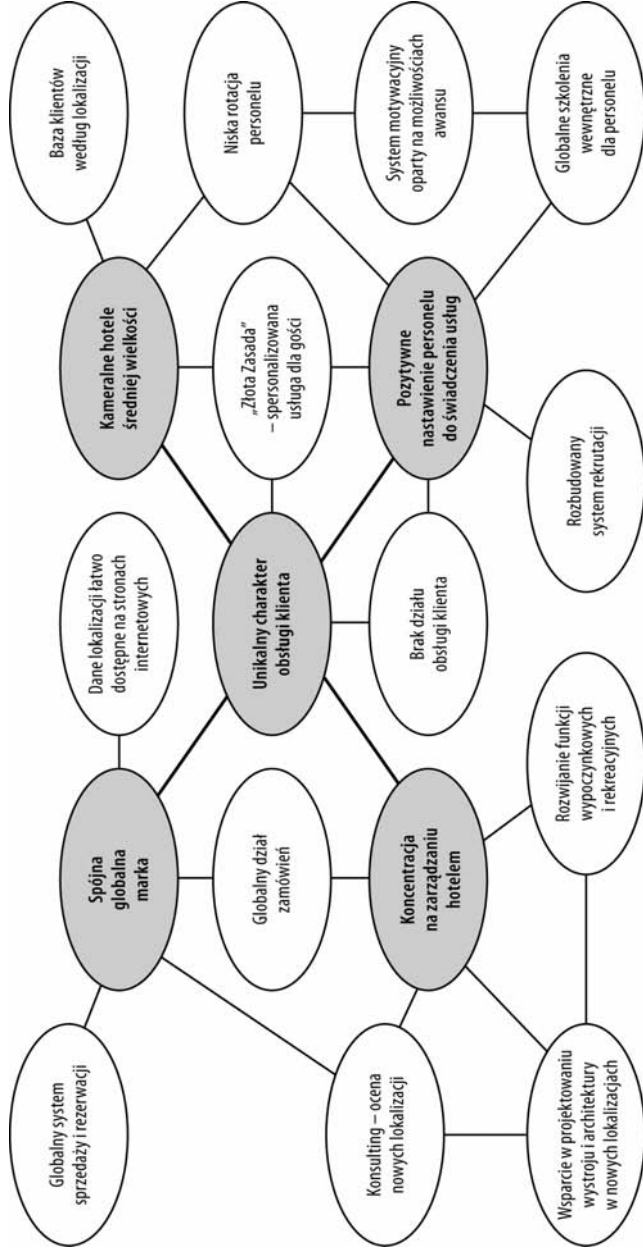 Globalny system
sprzedaży i rezerwacji
Spójna
globalna
marka
Dane lokalizacji łatwo
dostępne na stronach
internetowych
Kameralne hotele
średniej wielkości
Baza klientów
według lokalizacji
Globalny dział
zamówień
Unikalny charakter
obsługi klienta
„Złota Zasada”
– spersonalizowana
usługa dla gości
Niska rotacja
personelu
Konsulting – ocena
nowych lokalizacji
Koncentracja
na zarządzaniu
hotelem
Brak działu
obsługi klienta
Pozytywne
nastawienie personelu
do świadczenia usług
System motywacyjny
oparty na możliwościach
awansu
Wsparcie w projektowaniu
wystroju i architektury
w nowych lokalizacjach
Rozwijanie funkcji
wypoczynkowych
i rekreacyjnych
Rozbudowany
system rekrutacji
Globalne szkolenia
wewnętrzne
dla personelu